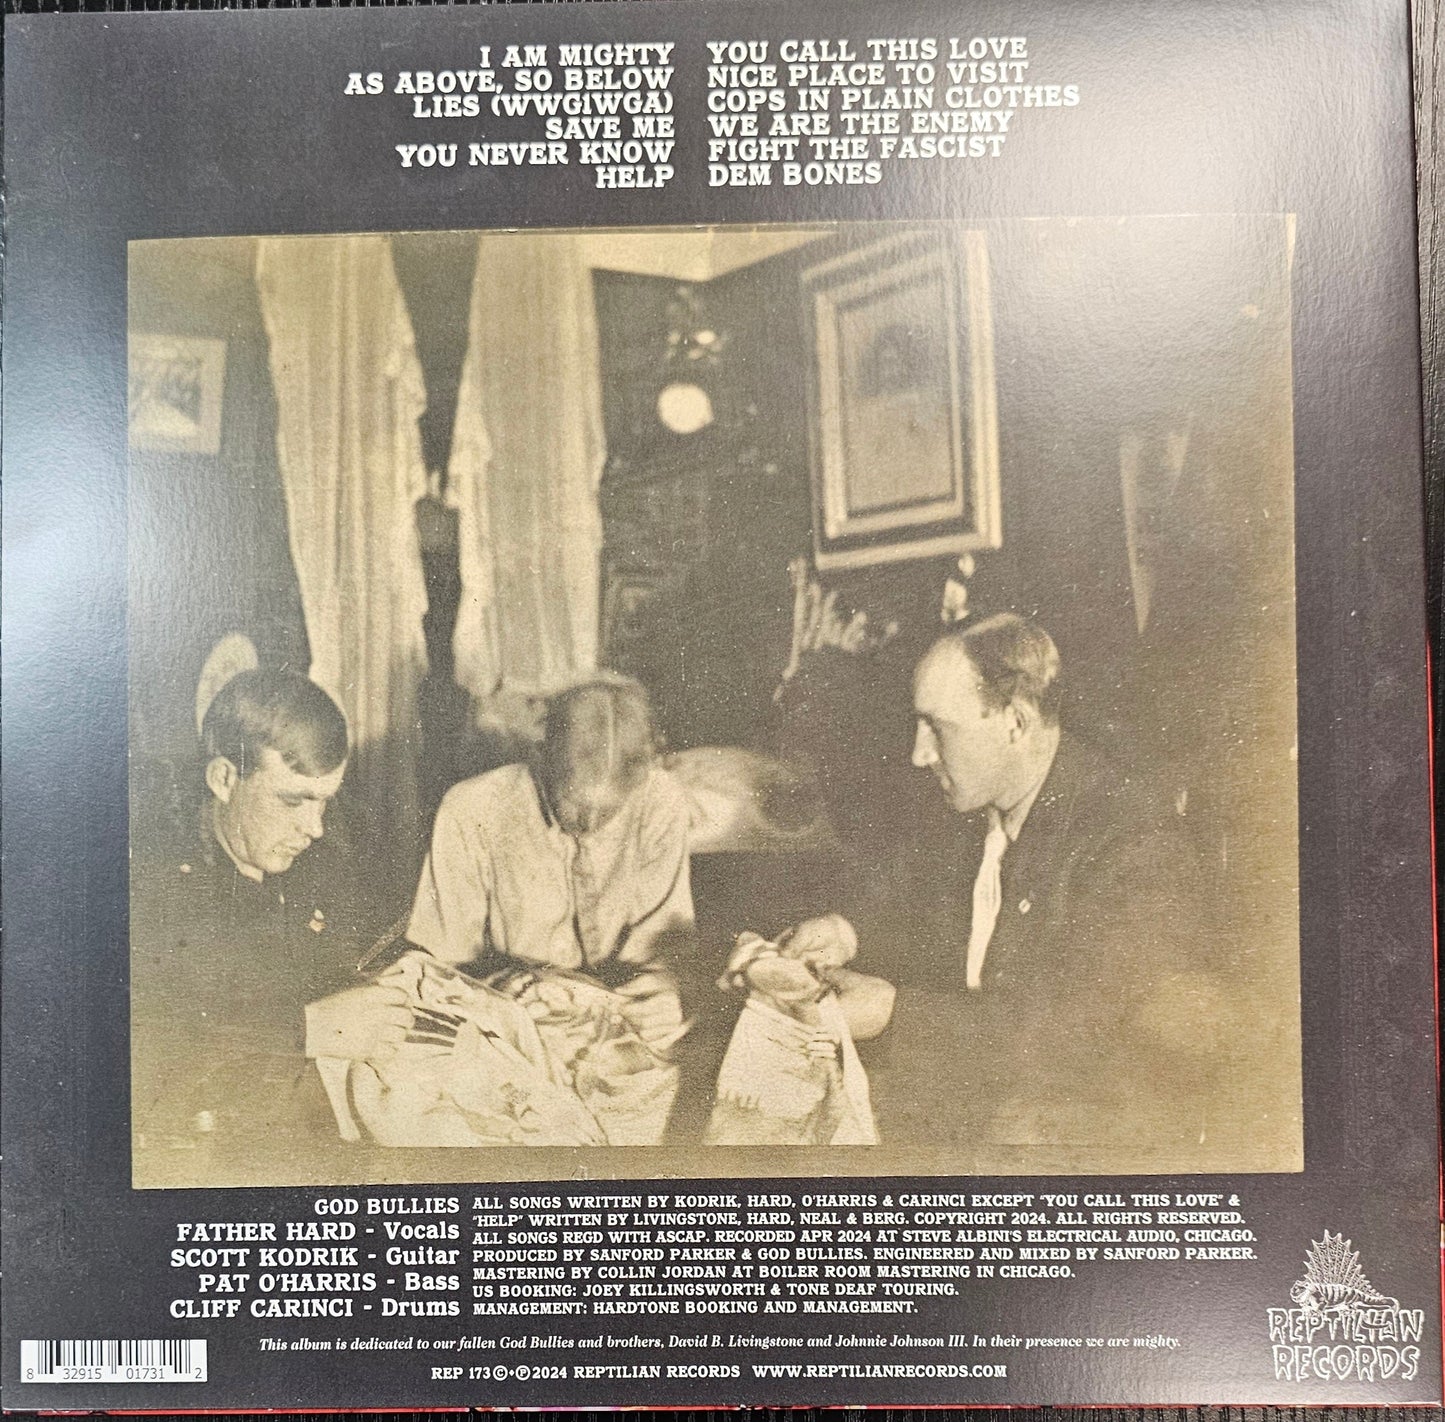 I AM MIGHTY
AS ABOVE, SO BELOW
LIES (WWG1WGA)
SAVE ME
YOU NEVER KNOW
HELP
YOU CALL THIS LOVE
NICE PLACE TO VISIT
COPS IN PLAIN CLOTHES
WE ARE THE ENEMY
FIGHT THE FASCIST
DEM BONES
GOD BULLIES
FATHER HARD - Vocals
SCOTT KODRIK - Guitar
PAT O'HARRIS - Bass
CLIFF CARINCI - Drums
ALL SONGS WRITTEN BY KODRIK, HARD, O'HARRIS & CARINCI EXCEPT "YOU CALL THIS LOVE" &
"HELP" WRITTEN BY LIVINGSTONE, HARD, NEAL & BERG. COPYRIGHT 2024. ALL RIGHTS RESERVED.
ALL SONGS REGD WITH ASCAP. RECORDED APR 2024 AT STEVE ALBINI'S ELECTRICAL AUDIO, CHICAGO.
PRODUCED BY SANFORD PARKER & GOD BULLIES. ENGINEERED AND MIXED BY SANFORD PARKER.
MASTERING BY COLLIN JORDAN AT BOILER ROOM MASTERING IN CHICAGO.
US BOOKING: JOEY KILLINGSWORTH & TONE DEAF TOURING.
MANAGEMENT: HARDTONE BOOKING AND MANAGEMENT.
This album is dedicated to our fallen God Bullies and brothers, David B. Livingstone and Johnnie Johnson III. In their presence we are mighty.
REP 173 ©•℗ 2024 REPTILIAN RECORDS WWW.REPTILIANRECORDS.COM
8 32915 01731 2
REPTILIAN
RECORDS